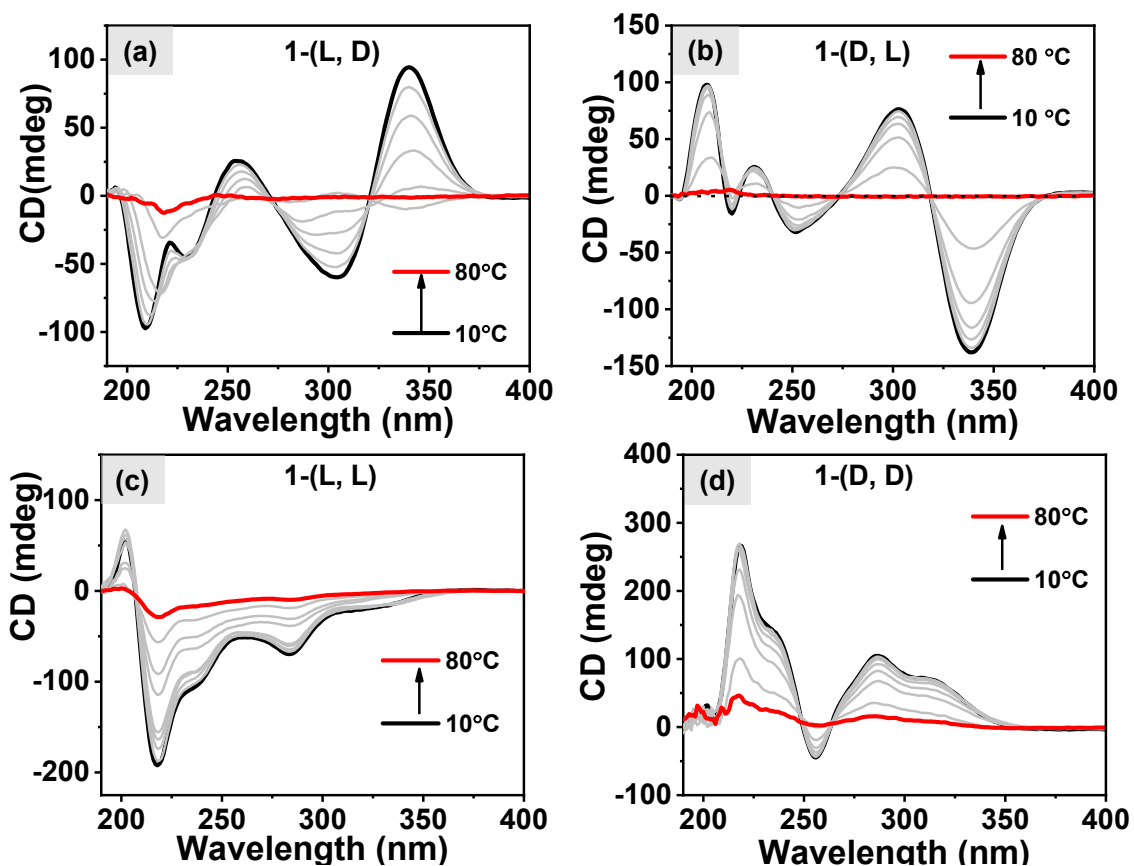 (a)
1-(L, D)
CD(mdeg)
100
50
0
-50
-100
80°C
10°C
200 250 300 350 400
Wavelength (nm)
(b)
1-(D, L)
CD (mdeg)
150
100
50
0
-50
-100
-150
80 °C
10 °C
200 250 300 350 400
Wavelength (nm)
(c)
1-(L, L)
CD (mdeg)
100
0
-100
-200
80°C
10°C
200 250 300 350 400
Wavelength (nm)
(d)
1-(D, D)
CD (mdeg)
400
300
200
100
0
-100
80°C
10°C
200 250 300 350 400
Wavelength (nm)